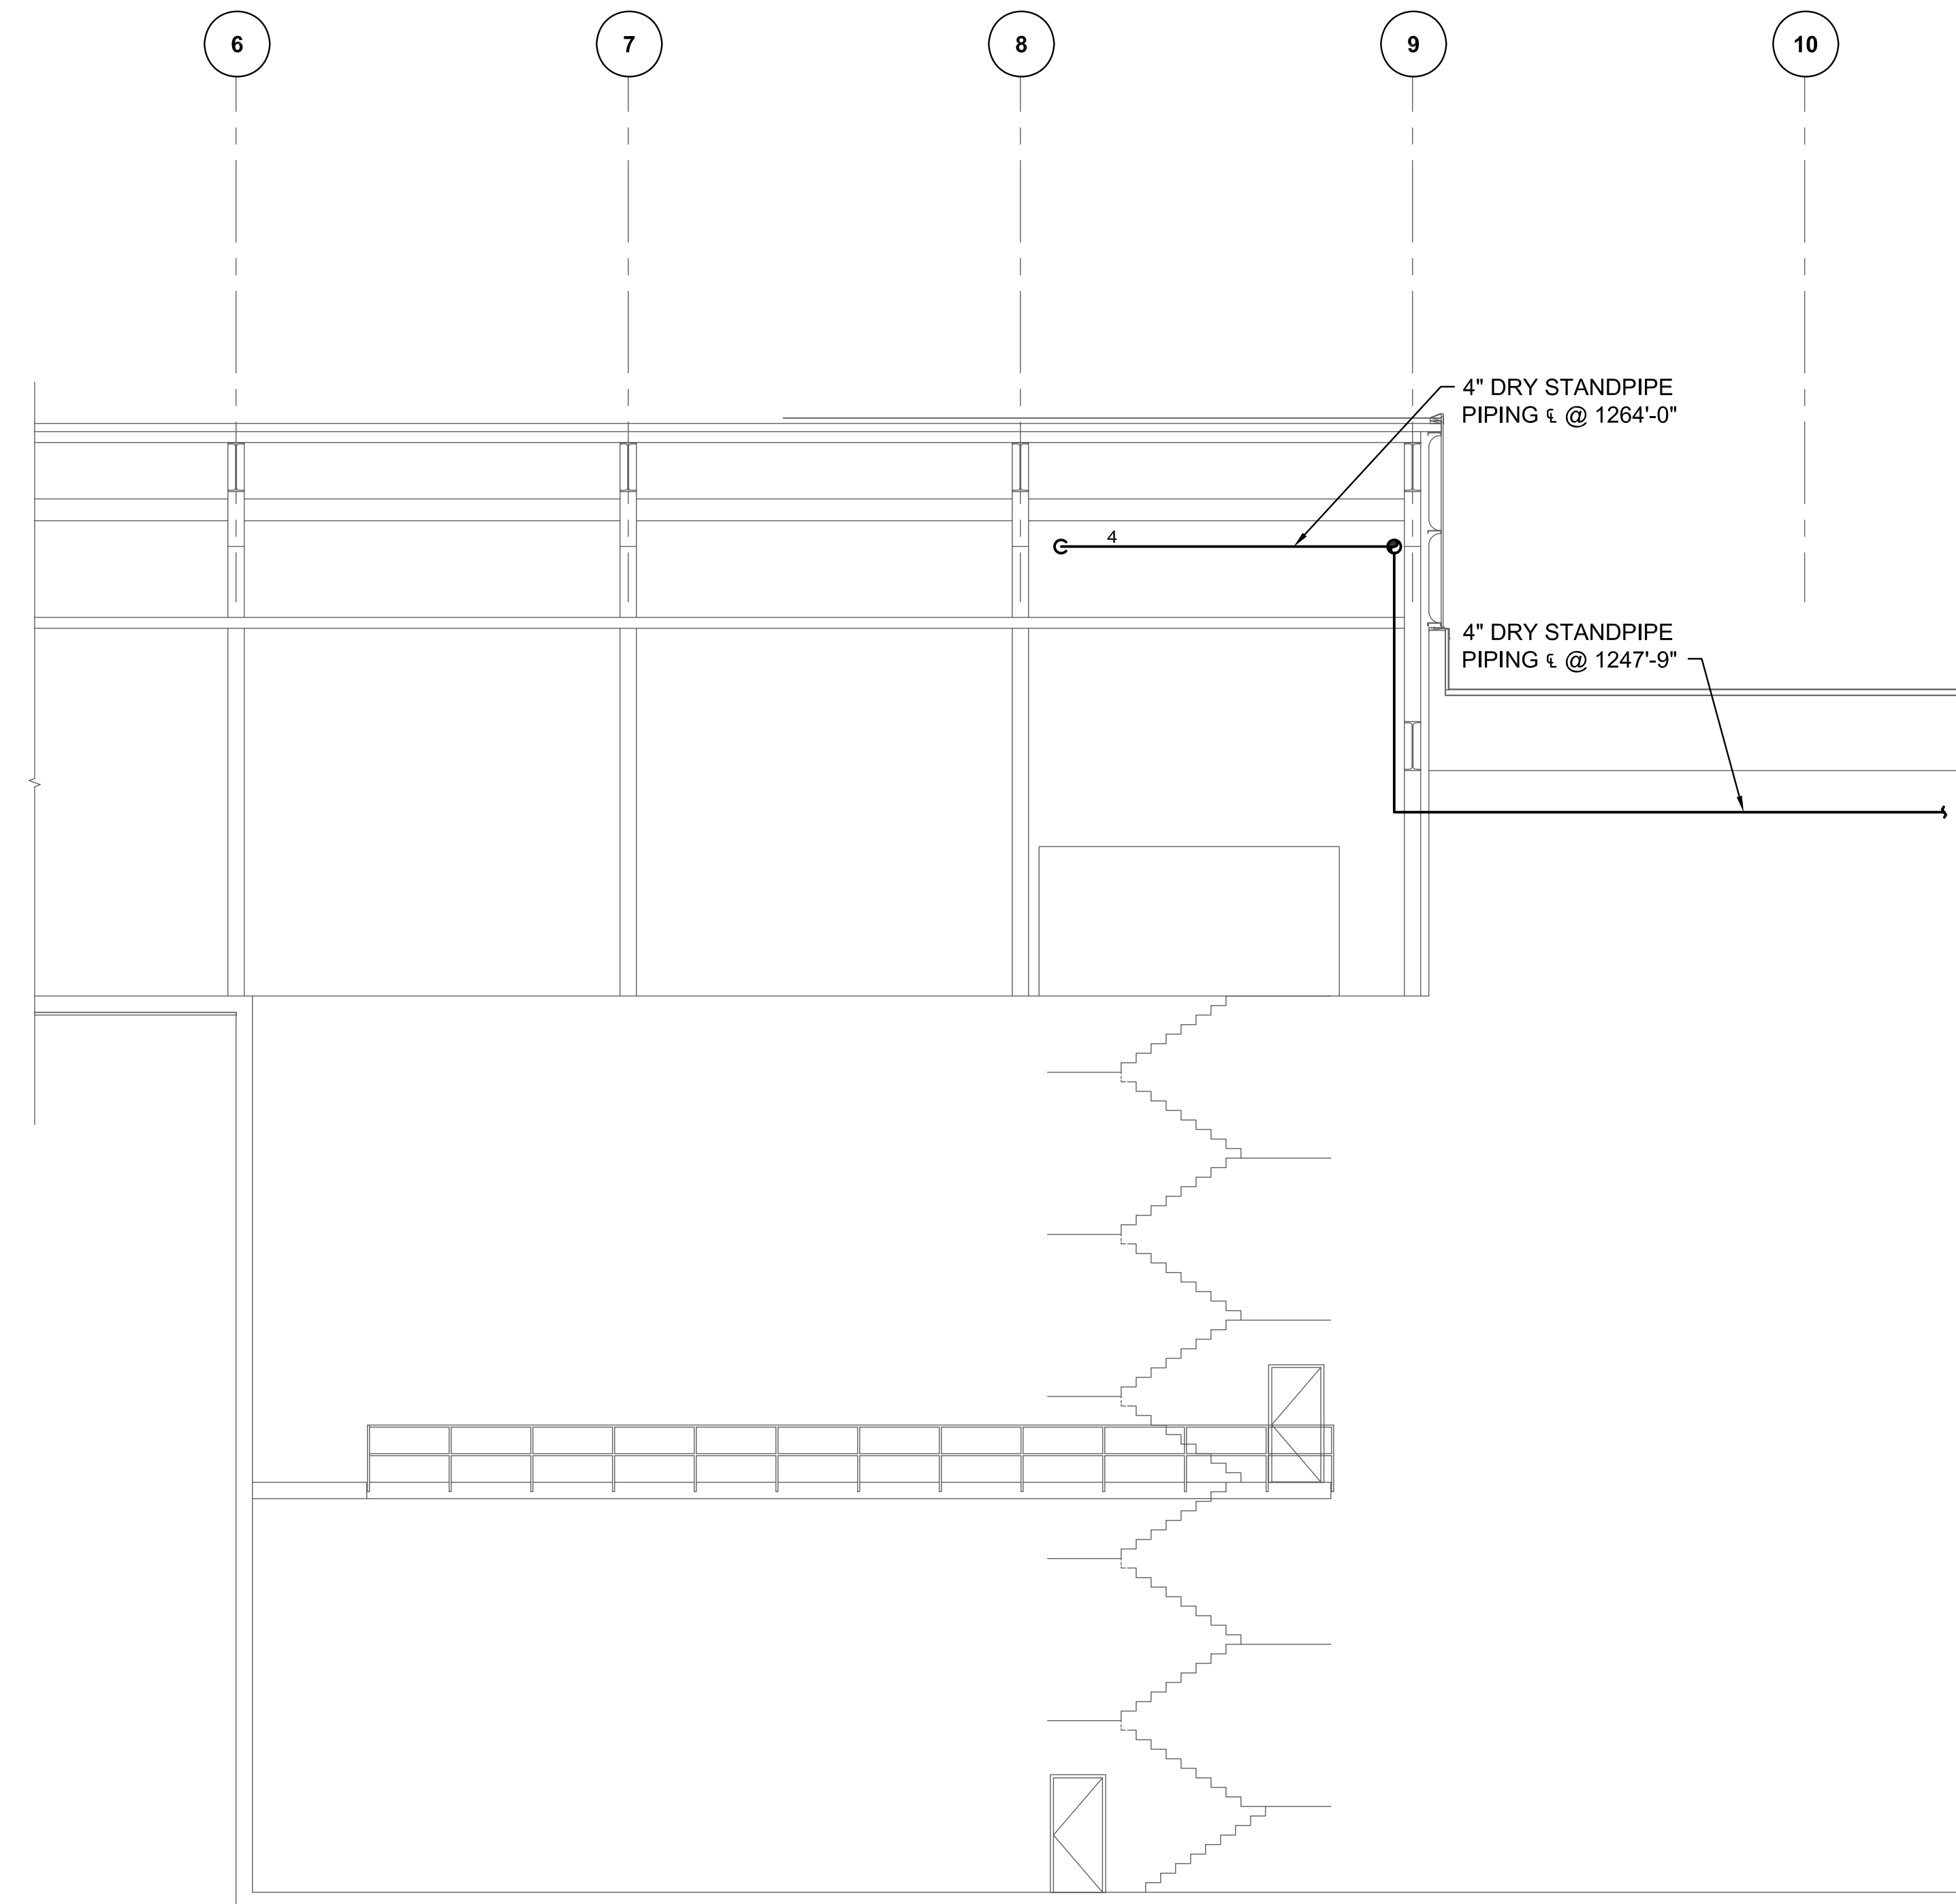 6 7 8 9 10
4" DRY STANDPIPE
PIPING ℄ @ 1264'-0"
4
4" DRY STANDPIPE
PIPING ℄ @ 1247'-9"